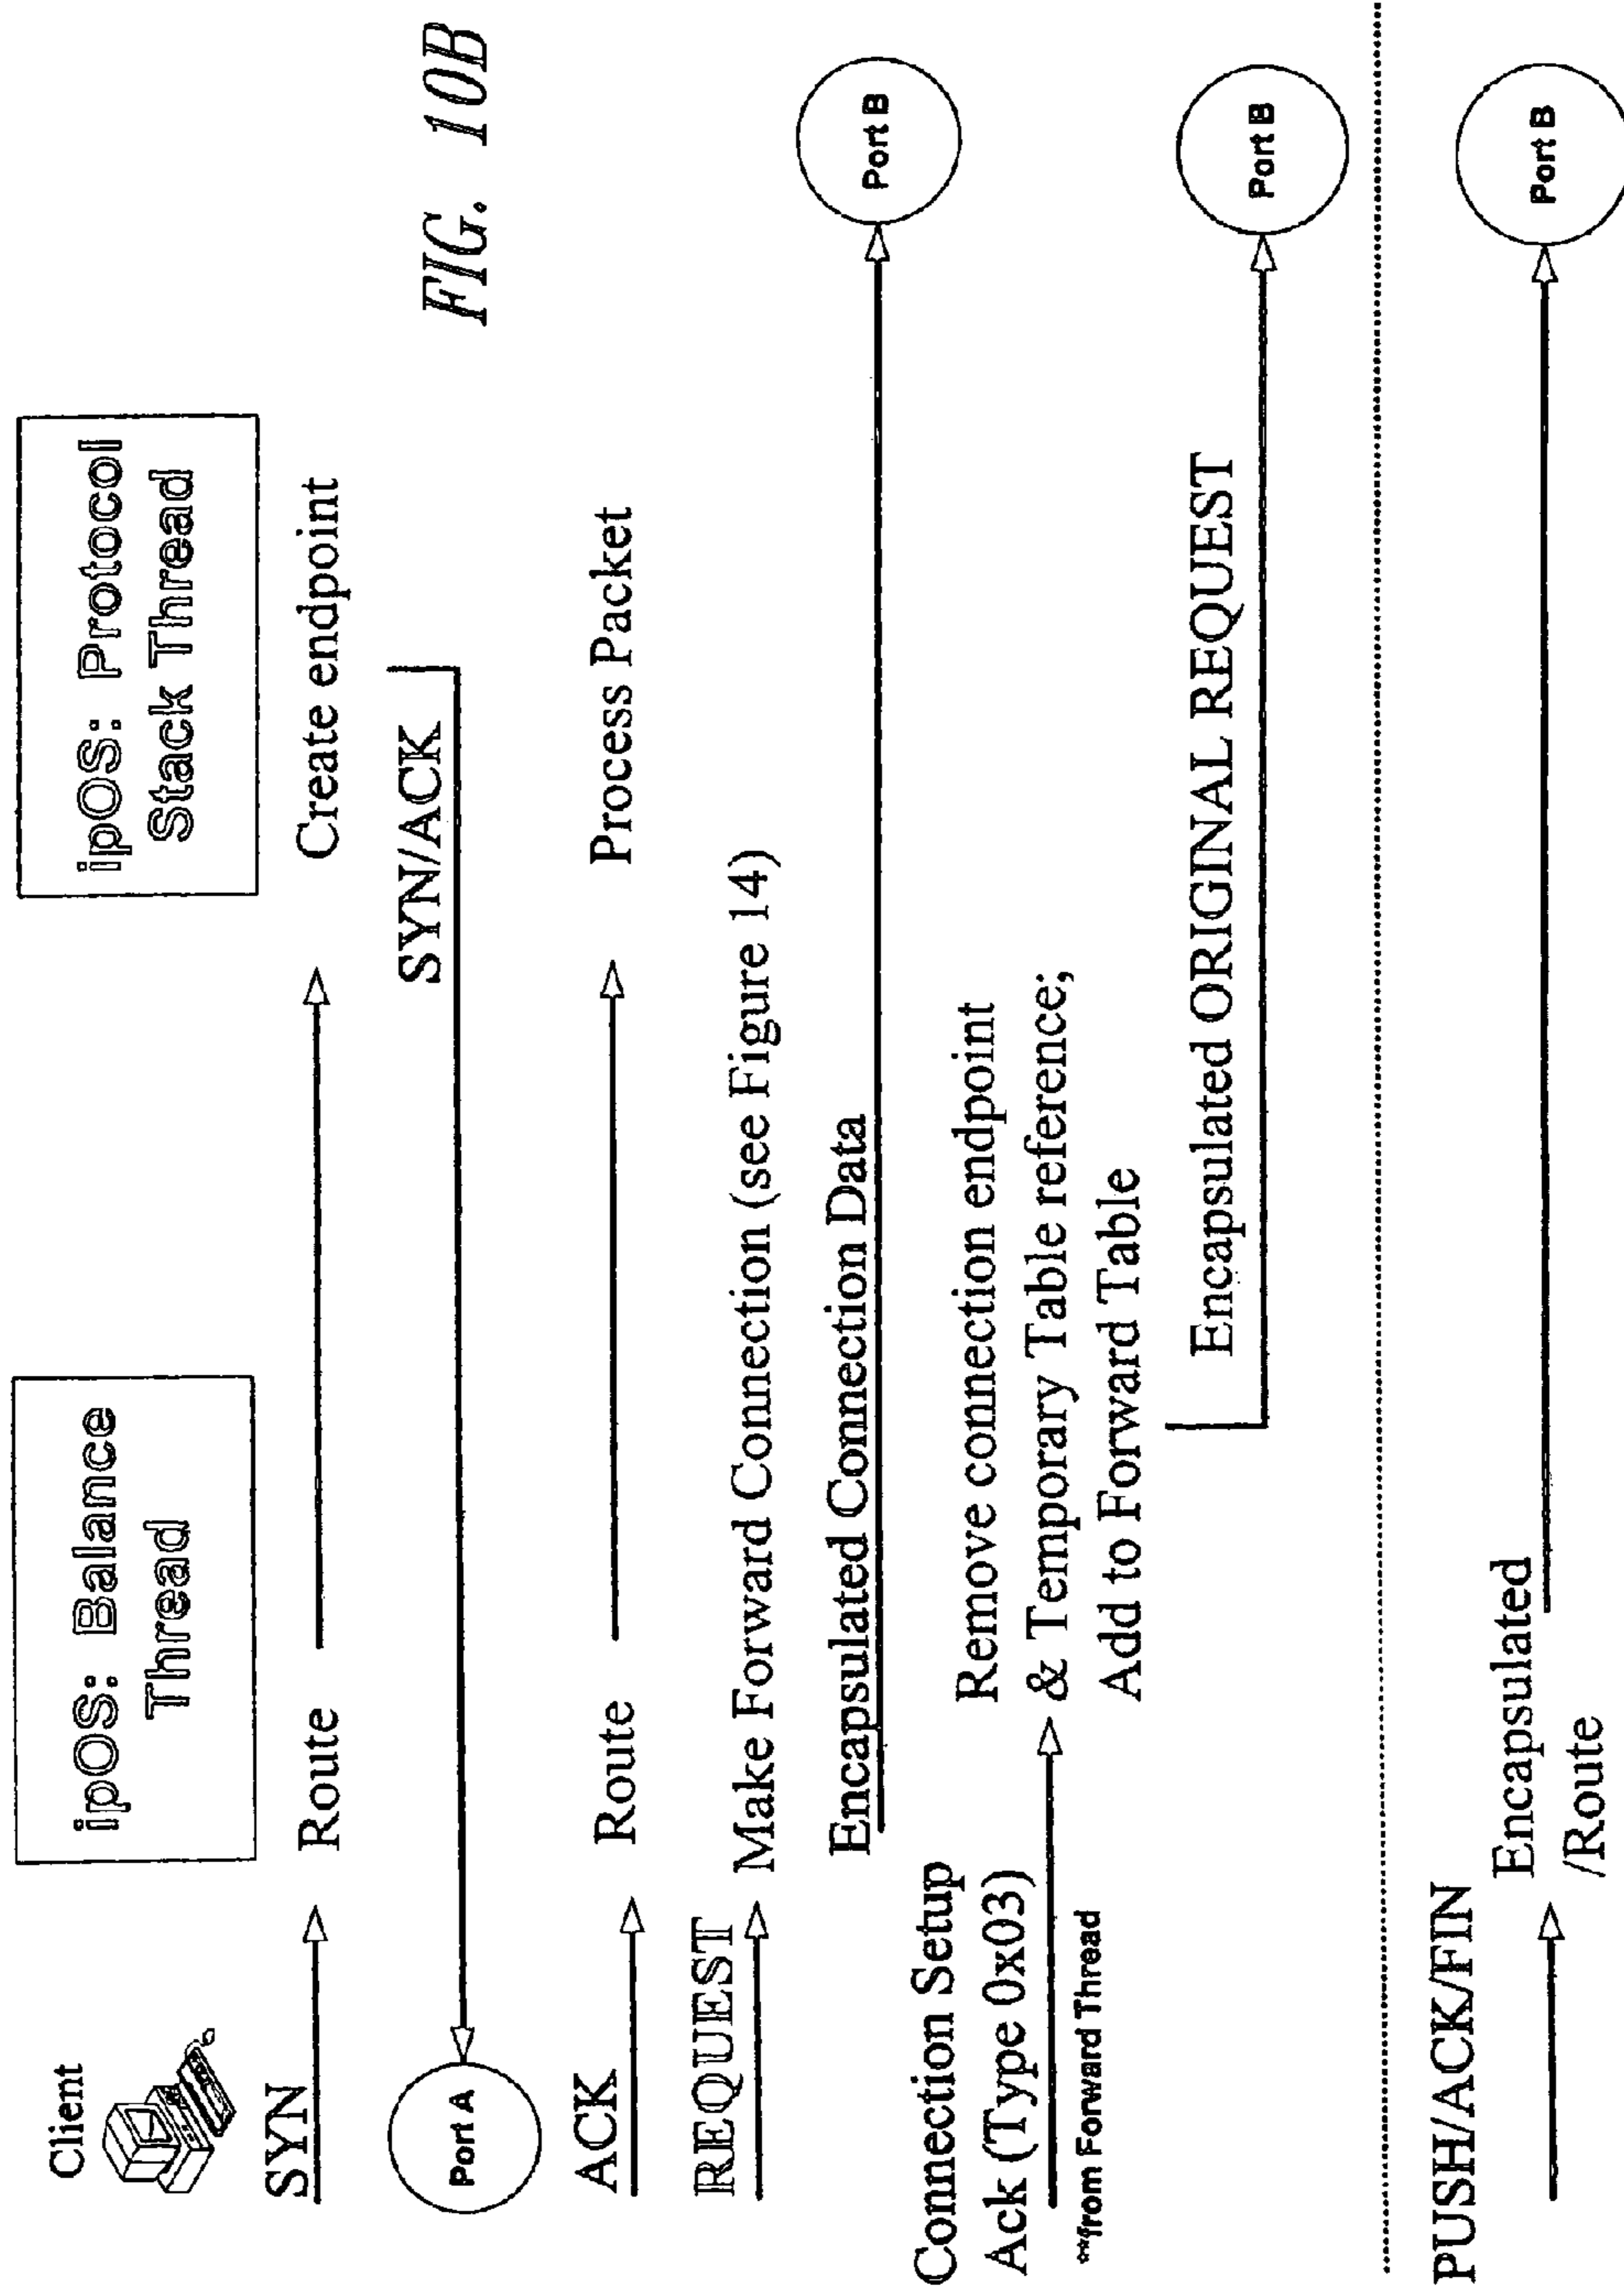 Client
ipOS: Balance
Thread
ipOS: Protocol
Stack Thread
SYN
Route
Create endpoint
SYN/ACK
Port A
FIG. 10B
ACK
Route
Process Packet
REQUEST
Make Forward Connection (see Figure 14)
Encapsulated Connection Data
Port B
Connection Setup
Ack (Type 0x03)
**from Forward Thread
Remove connection endpoint
& Temporary Table reference;
Add to Forward Table
Encapsulated ORIGINAL REQUEST
Port B
PUSH/ACK/FIN
Encapsulated
/Route
Port B